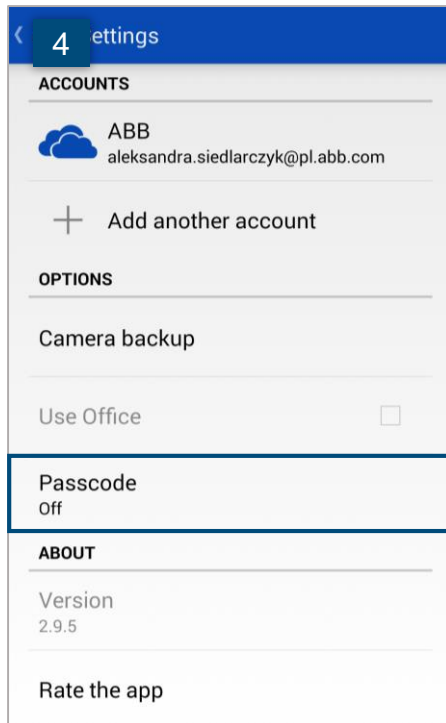 4 ettings
ACCOUNTS
ABB
aleksandra.siedlarczyk@pl.abb.com
Add another account
OPTIONS
Camera backup
Use Office
Passcode
Off
ABOUT
Version
2.9.5
Rate the app